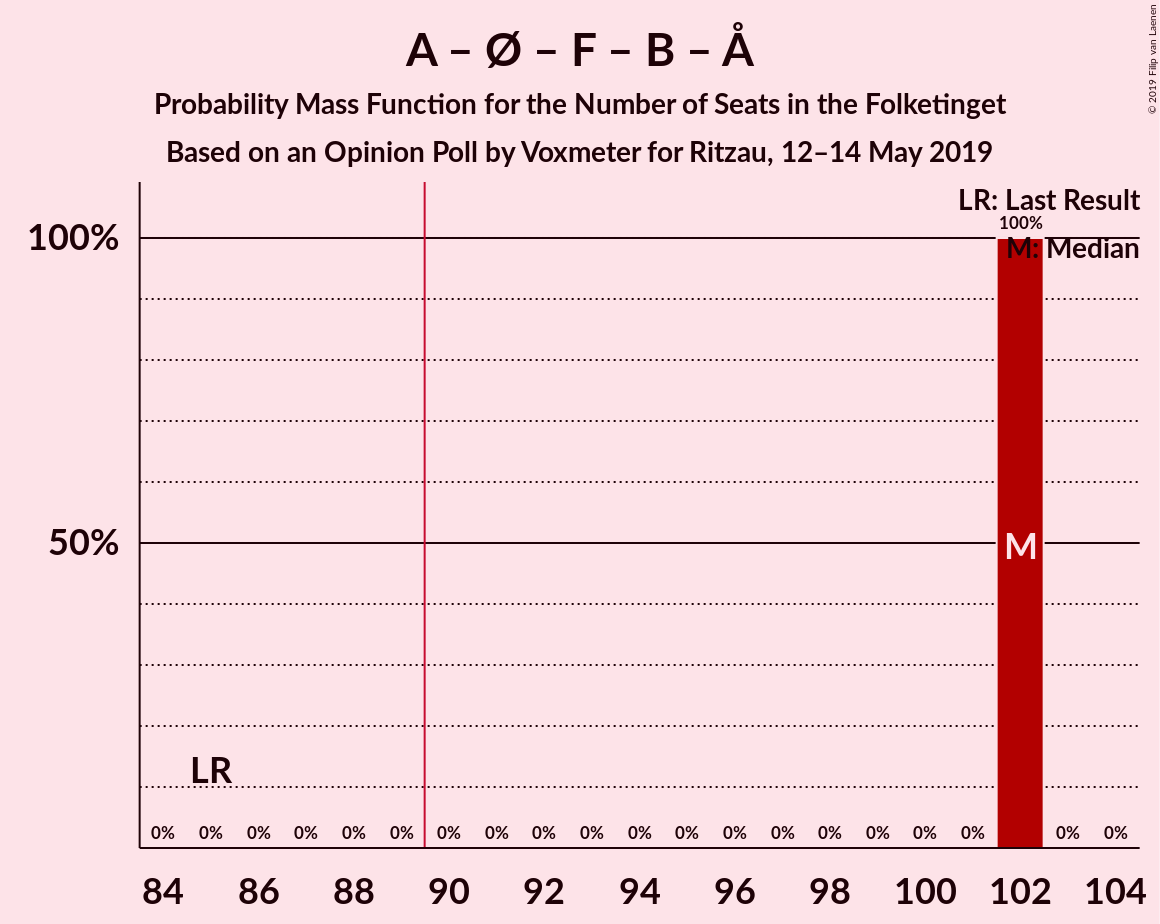 A – Ø – F – B – Å
Probability Mass Function for the Number of Seats in the Folketinget
Based on an Opinion Poll by Voxmeter for Ritzau, 12–14 May 2019
© 2019 Filip van Laenen
LR: Last Result
100%
M: Median
100%
50%
M
LR
0% 0% 0% 0% 0% 0% 0% 0% 0% 0% 0% 0% 0% 0% 0% 0% 0% 0% 0% 0%
84 86 88 90 92 94 96 98 100 102 104